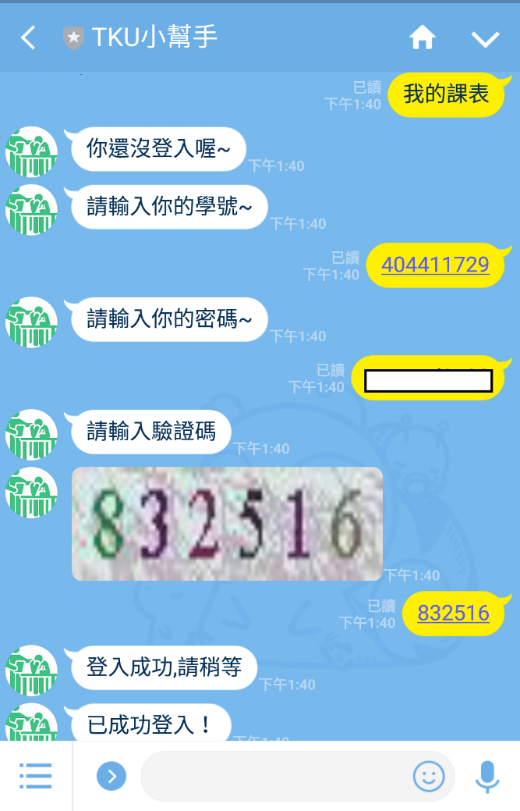 TKU小幫手
已讀
下午1:40
我的課表
你還沒登入喔~
下午1:40
請輸入你的學號~
下午1:40
已讀
下午1:40
404411729
請輸入你的密碼~
下午1:40
已讀
下午1:40
請輸入驗證碼
下午1:40
832516
下午1:40
已讀
下午1:40
832516
登入成功,請稍等
下午1:40
已成功登入！
下午1:40